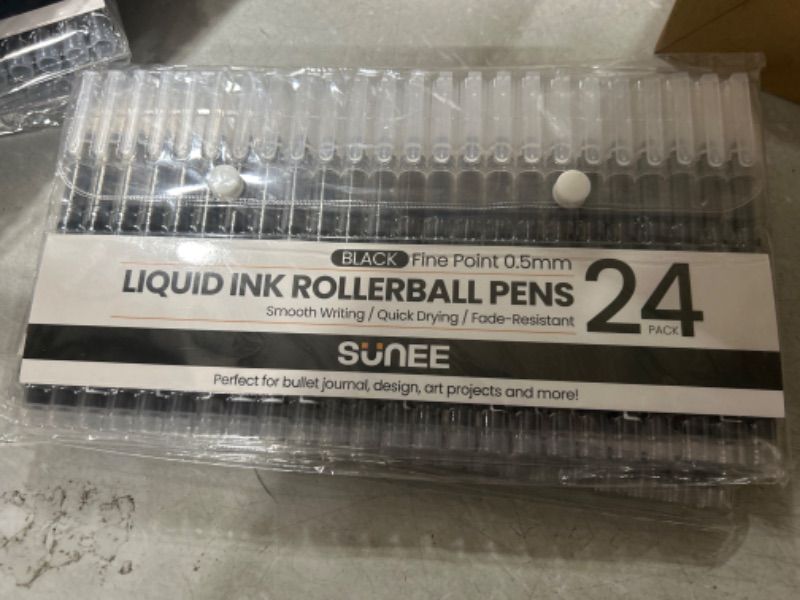 BLACK Fine Point 0.5mm
LIQUID INK ROLLERBALL PENS
24
PACK
Smooth Writing / Quick Drying / Fade-Resistant
SÜNEE
Perfect for bullet journal, design, art projects and more!